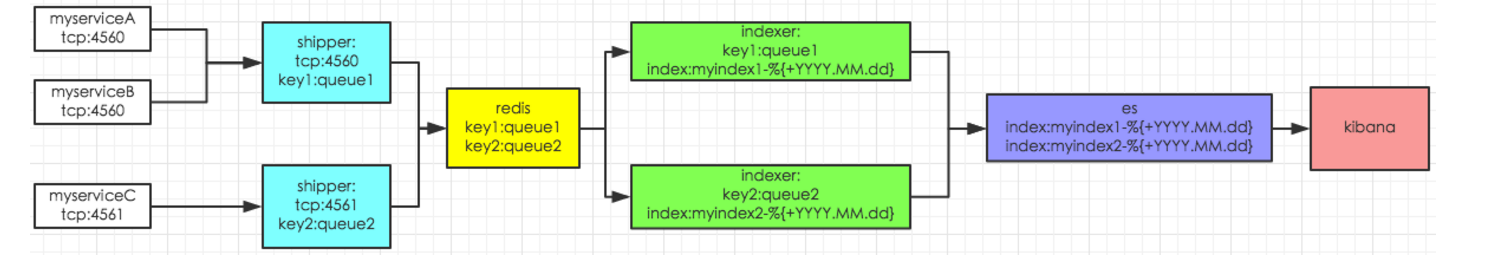 myserviceA
tcp:4560
myserviceB
tcp:4560
myserviceC
tcp:4561
shipper:
tcp:4560
key1:queue1
shipper:
tcp:4561
key2:queue2
redis
key1:queue1
key2:queue2
indexer:
key1:queue1
index:myindex1-%{+YYYY.MM.dd}
indexer:
key2:queue2
index:myindex2-%{+YYYY.MM.dd}
es
index:myindex1-%{+YYYY.MM.dd}
index:myindex2-%{+YYYY.MM.dd}
kibana